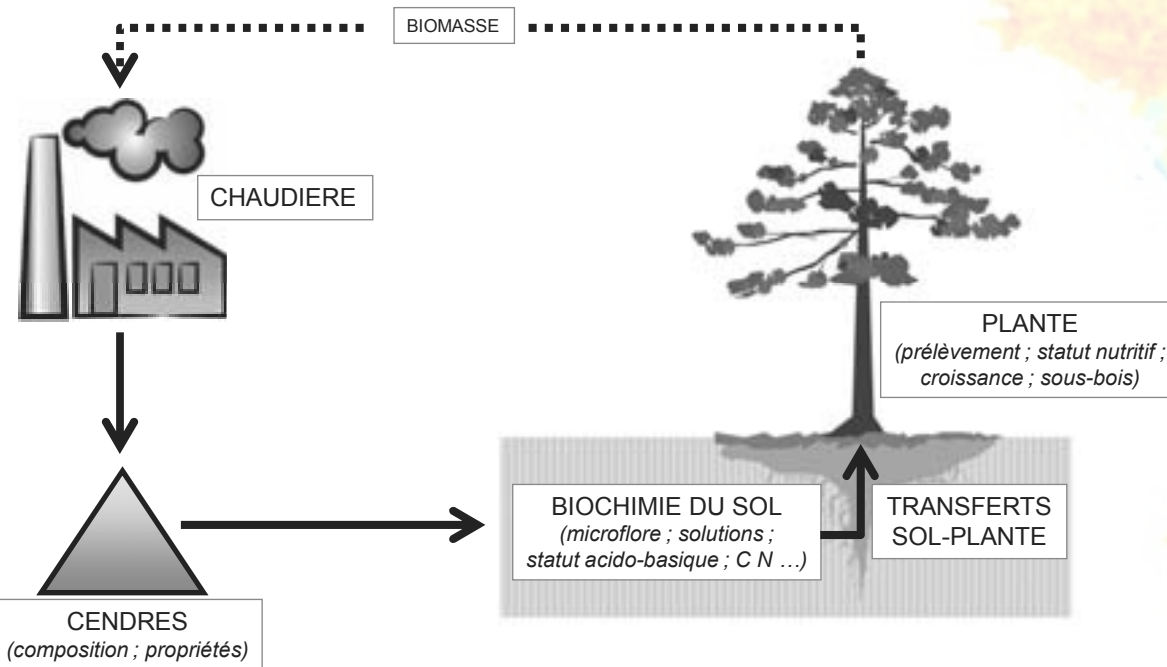 BIOMASSE
CHAUDIERE
PLANTE
(prélèvement ; statut nutritif ;
croissance ; sous-bois)
BIOCHIMIE DU SOL
(microflore ; solutions ;
statut acido-basique ; C N ...)
TRANSFERTS
SOL-PLANTE
CENDRES
(composition ; propriétés)